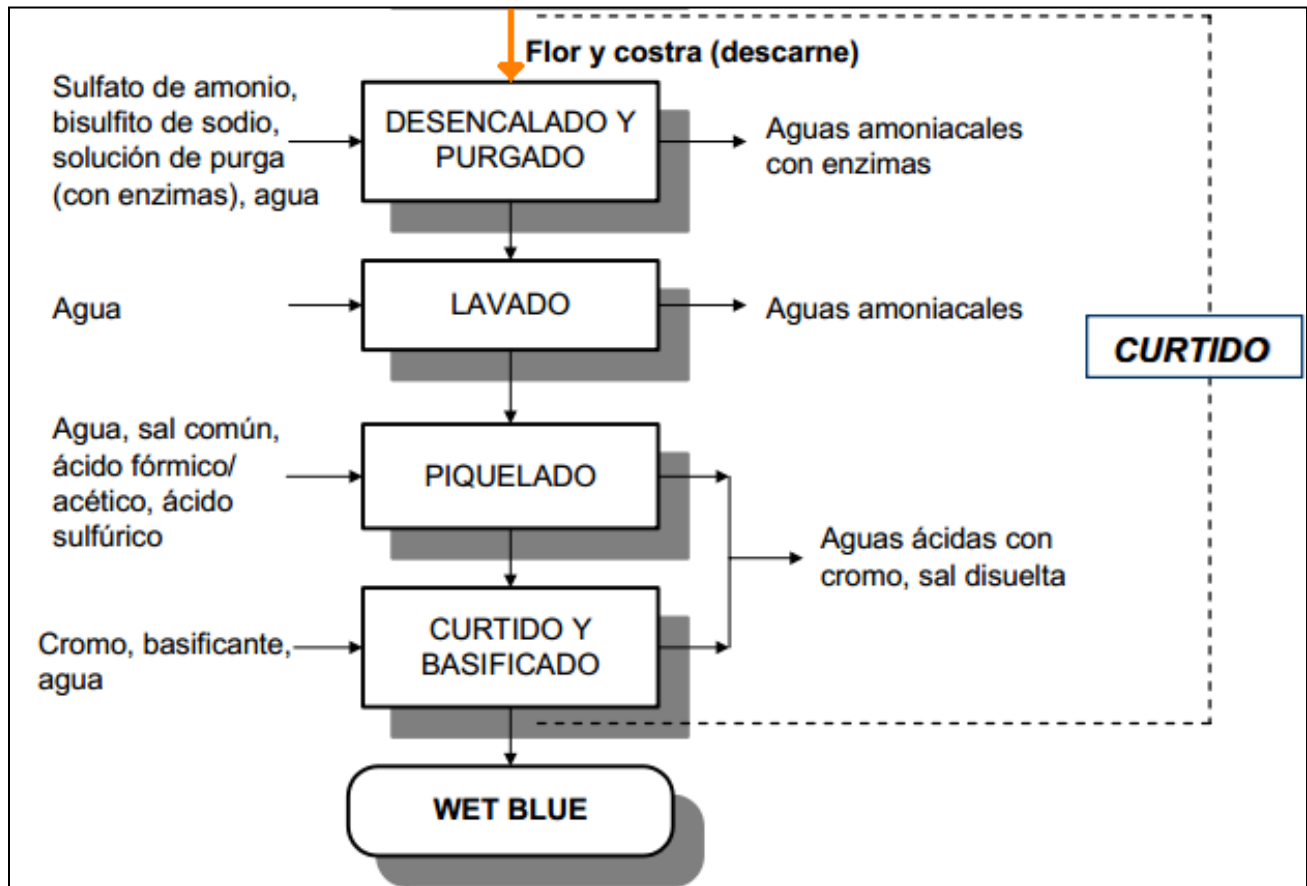 Flor y costra (descarne)
Sulfato de amonio,
bisulfito de sodio,
solución de purga
(con enzimas), agua
DESENCALADO Y
PURGADO
Aguas amoniacales
con enzimas
Agua
LAVADO
Aguas amoniacales
CURTIDO
Agua, sal común,
ácido fórmico/
acético, ácido
sulfúrico
PIQUELADO
Aguas ácidas con
cromo, sal disuelta
Cromo, basificante,
agua
CURTIDO Y
BASIFICADO
WET BLUE